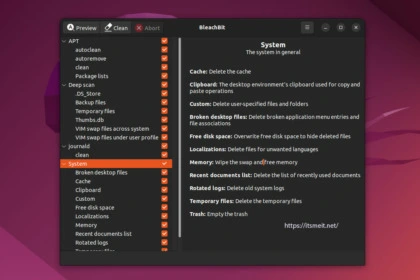 Preview
Clean
Abort
BleachBit
APT
autoclean
autoremove
clean
Package lists
Deep scan
.DS_Store
Backup files
Temporary files
Thumbs.db
VIM swap files across system
VIM swap files under user profile
journald
clean
System
Broken desktop files
Cache
Clipboard
Custom
Free disk space
Localizations
Memory
Recent documents list
Rotated logs
Temporary files
System
The system in general
Cache: Delete the cache
Clipboard: The desktop environment's clipboard used for copy and
paste operations
Custom: Delete user-specified files and folders
Broken desktop files: Delete broken application menu entries and
file associations
Free disk space: Overwrite free disk space to hide deleted files
Localizations: Delete files for unwanted languages
Memory: Wipe the swap and free memory
Recent documents list: Delete the list of recently used documents
Rotated logs: Delete old system logs
Temporary files: Delete the temporary files
Trash: Empty the trash
https://itsmeit.net/